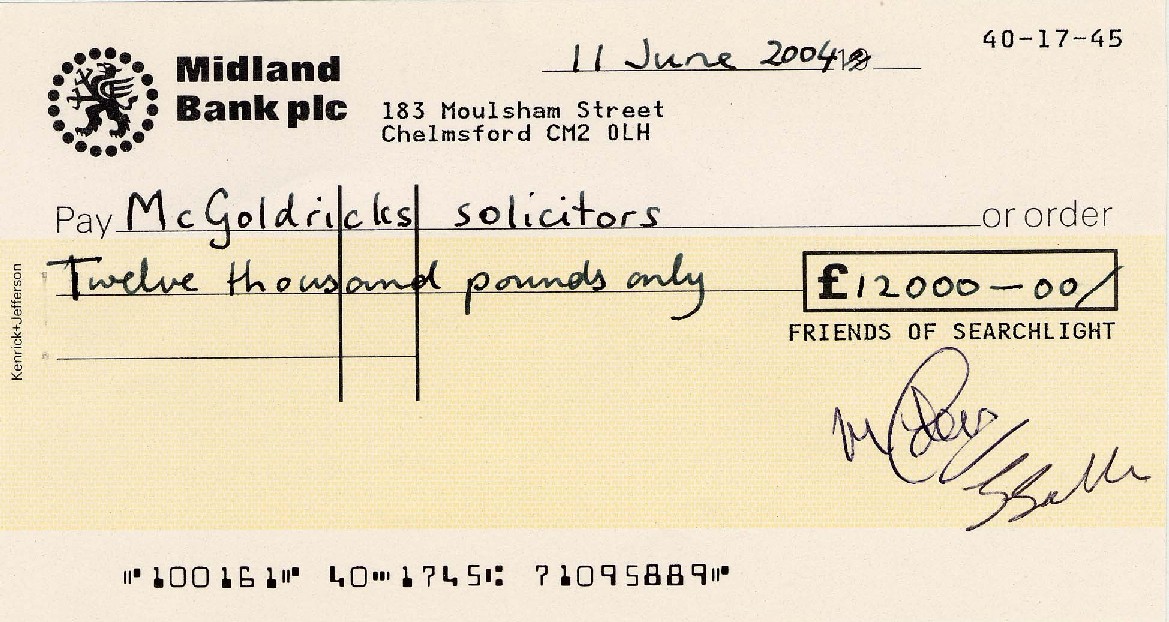 40-17-45
11 June 2004
Midland
Bank plc
183 Moulsham Street
Chelmsford CM2 0LH
Pay McGoldricks solicitors or order
Twelve thousand pounds only £12000-00/
FRIENDS OF SEARCHLIGHT
Kenrick+Jefferson
⑈100161⑈ 40⑉1745⑆ 71095889⑈